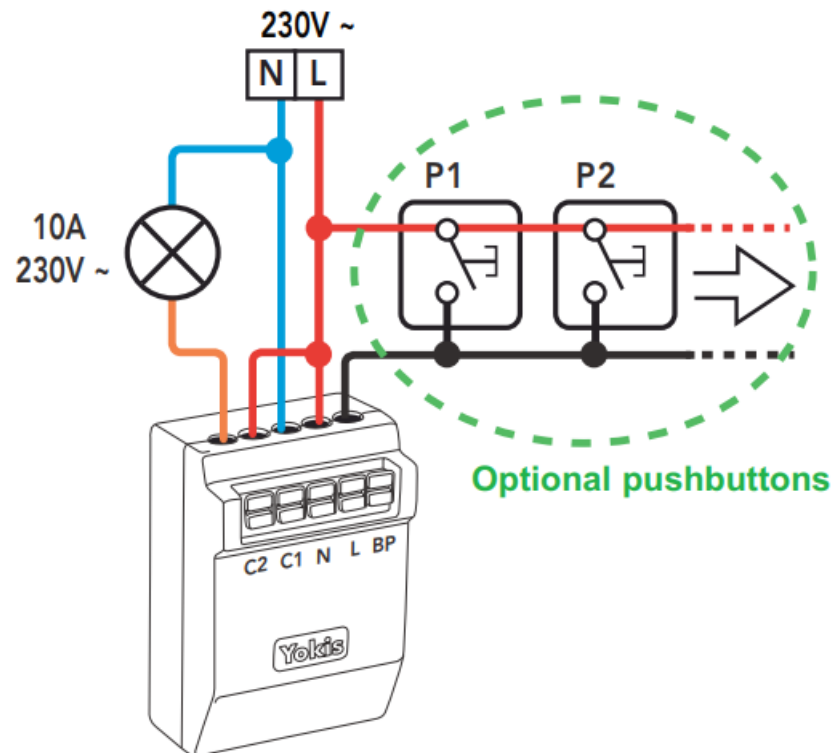 230V ~
N L
P1 P2
10A
230V ~
Optional pushbuttons
C2 C1 N L BP
Yokis